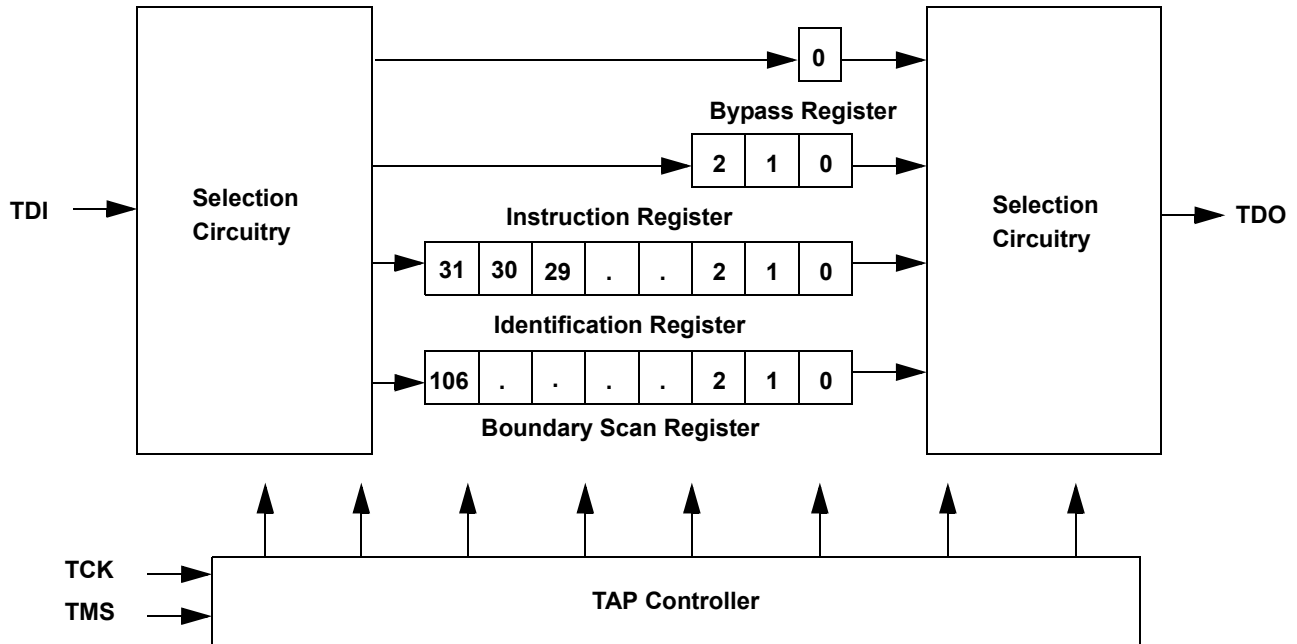 0
Bypass Register
2 1 0
Selection
Circuitry
Selection
Circuitry
TDI
TDO
Instruction Register
31 30 29 . . 2 1 0
Identification Register
106 . . . . 2 1 0
Boundary Scan Register
TCK
TMS
TAP Controller